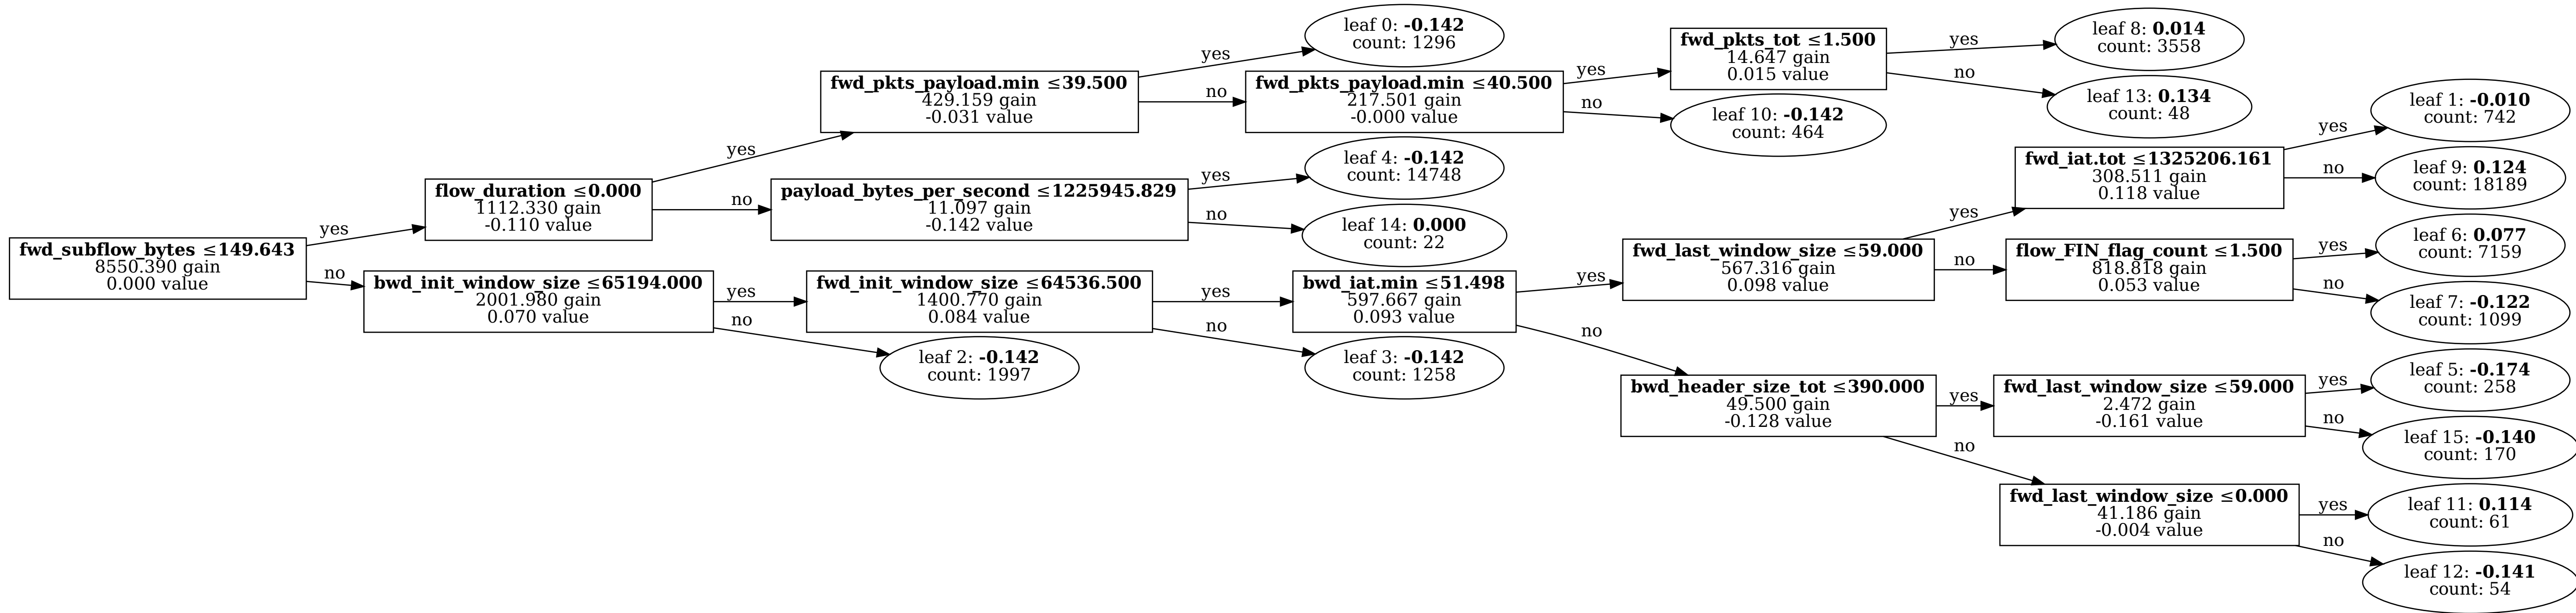 fwd_subflow_bytes ≤149.643
8550.390 gain
0.000 value
yes
no
flow_duration ≤0.000
1112.330 gain
-0.110 value
yes
no
bwd_init_window_size ≤65194.000
2001.980 gain
0.070 value
yes
no
fwd_pkts_payload.min ≤39.500
429.159 gain
-0.031 value
yes
no
payload_bytes_per_second ≤1225945.829
11.097 gain
-0.142 value
yes
no
fwd_init_window_size ≤64536.500
1400.770 gain
0.084 value
yes
no
leaf 2: -0.142
count: 1997
leaf 0: -0.142
count: 1296
fwd_pkts_payload.min ≤40.500
217.501 gain
-0.000 value
yes
no
leaf 4: -0.142
count: 14748
leaf 14: 0.000
count: 22
bwd_iat.min ≤51.498
597.667 gain
0.093 value
yes
no
leaf 3: -0.142
count: 1258
fwd_pkts_tot ≤1.500
14.647 gain
0.015 value
yes
no
leaf 10: -0.142
count: 464
fwd_last_window_size ≤59.000
567.316 gain
0.098 value
yes
no
bwd_header_size_tot ≤390.000
49.500 gain
-0.128 value
yes
no
leaf 8: 0.014
count: 3558
leaf 13: 0.134
count: 48
fwd_iat.tot ≤1325206.161
308.511 gain
0.118 value
yes
no
flow_FIN_flag_count ≤1.500
818.818 gain
0.053 value
yes
no
fwd_last_window_size ≤59.000
2.472 gain
-0.161 value
yes
no
fwd_last_window_size ≤0.000
41.186 gain
-0.004 value
yes
no
leaf 1: -0.010
count: 742
leaf 9: 0.124
count: 18189
leaf 6: 0.077
count: 7159
leaf 7: -0.122
count: 1099
leaf 5: -0.174
count: 258
leaf 15: -0.140
count: 170
leaf 11: 0.114
count: 61
leaf 12: -0.141
count: 54